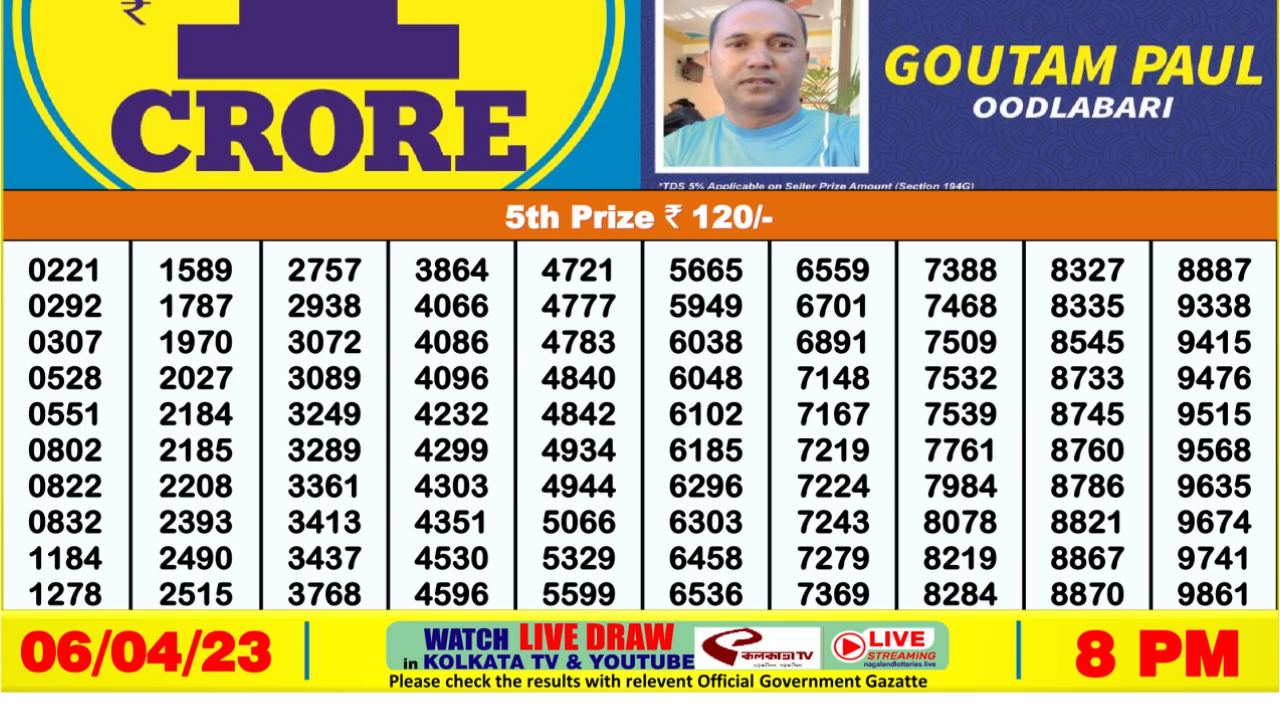 ₹
1
CRORE
GOUTAM PAUL
OODLABARI
*TDS 5% Applicable on Seller Prize Amount (Section 194G)
5th Prize ₹ 120/-
0221 1589 2757 3864 4721 5665 6559 7388 8327 8887
0292 1787 2938 4066 4777 5949 6701 7468 8335 9338
0307 1970 3072 4086 4783 6038 6891 7509 8545 9415
0528 2027 3089 4096 4840 6048 7148 7532 8733 9476
0551 2184 3249 4232 4842 6102 7167 7539 8745 9515
0802 2185 3289 4299 4934 6185 7219 7761 8760 9568
0822 2208 3361 4303 4944 6296 7224 7984 8786 9635
0832 2393 3413 4351 5066 6303 7243 8078 8821 9674
1184 2490 3437 4530 5329 6458 7279 8219 8867 9741
1278 2515 3768 4596 5599 6536 7369 8284 8870 9861
06/04/23
WATCH LIVE DRAW
in KOLKATA TV & YOUTUBE
কলকাতা TV
LIVE
STREAMING
nagalandlotteries.live
Please check the results with relevent Official Government Gazatte
8 PM